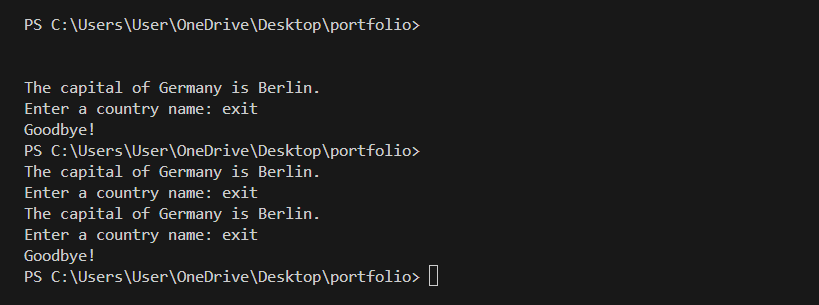 PS C:\Users\User\OneDrive\Desktop\portfolio>
The capital of Germany is Berlin.
Enter a country name: exit
Goodbye!
PS C:\Users\User\OneDrive\Desktop\portfolio>
The capital of Germany is Berlin.
Enter a country name: exit
The capital of Germany is Berlin.
Enter a country name: exit
Goodbye!
PS C:\Users\User\OneDrive\Desktop\portfolio>